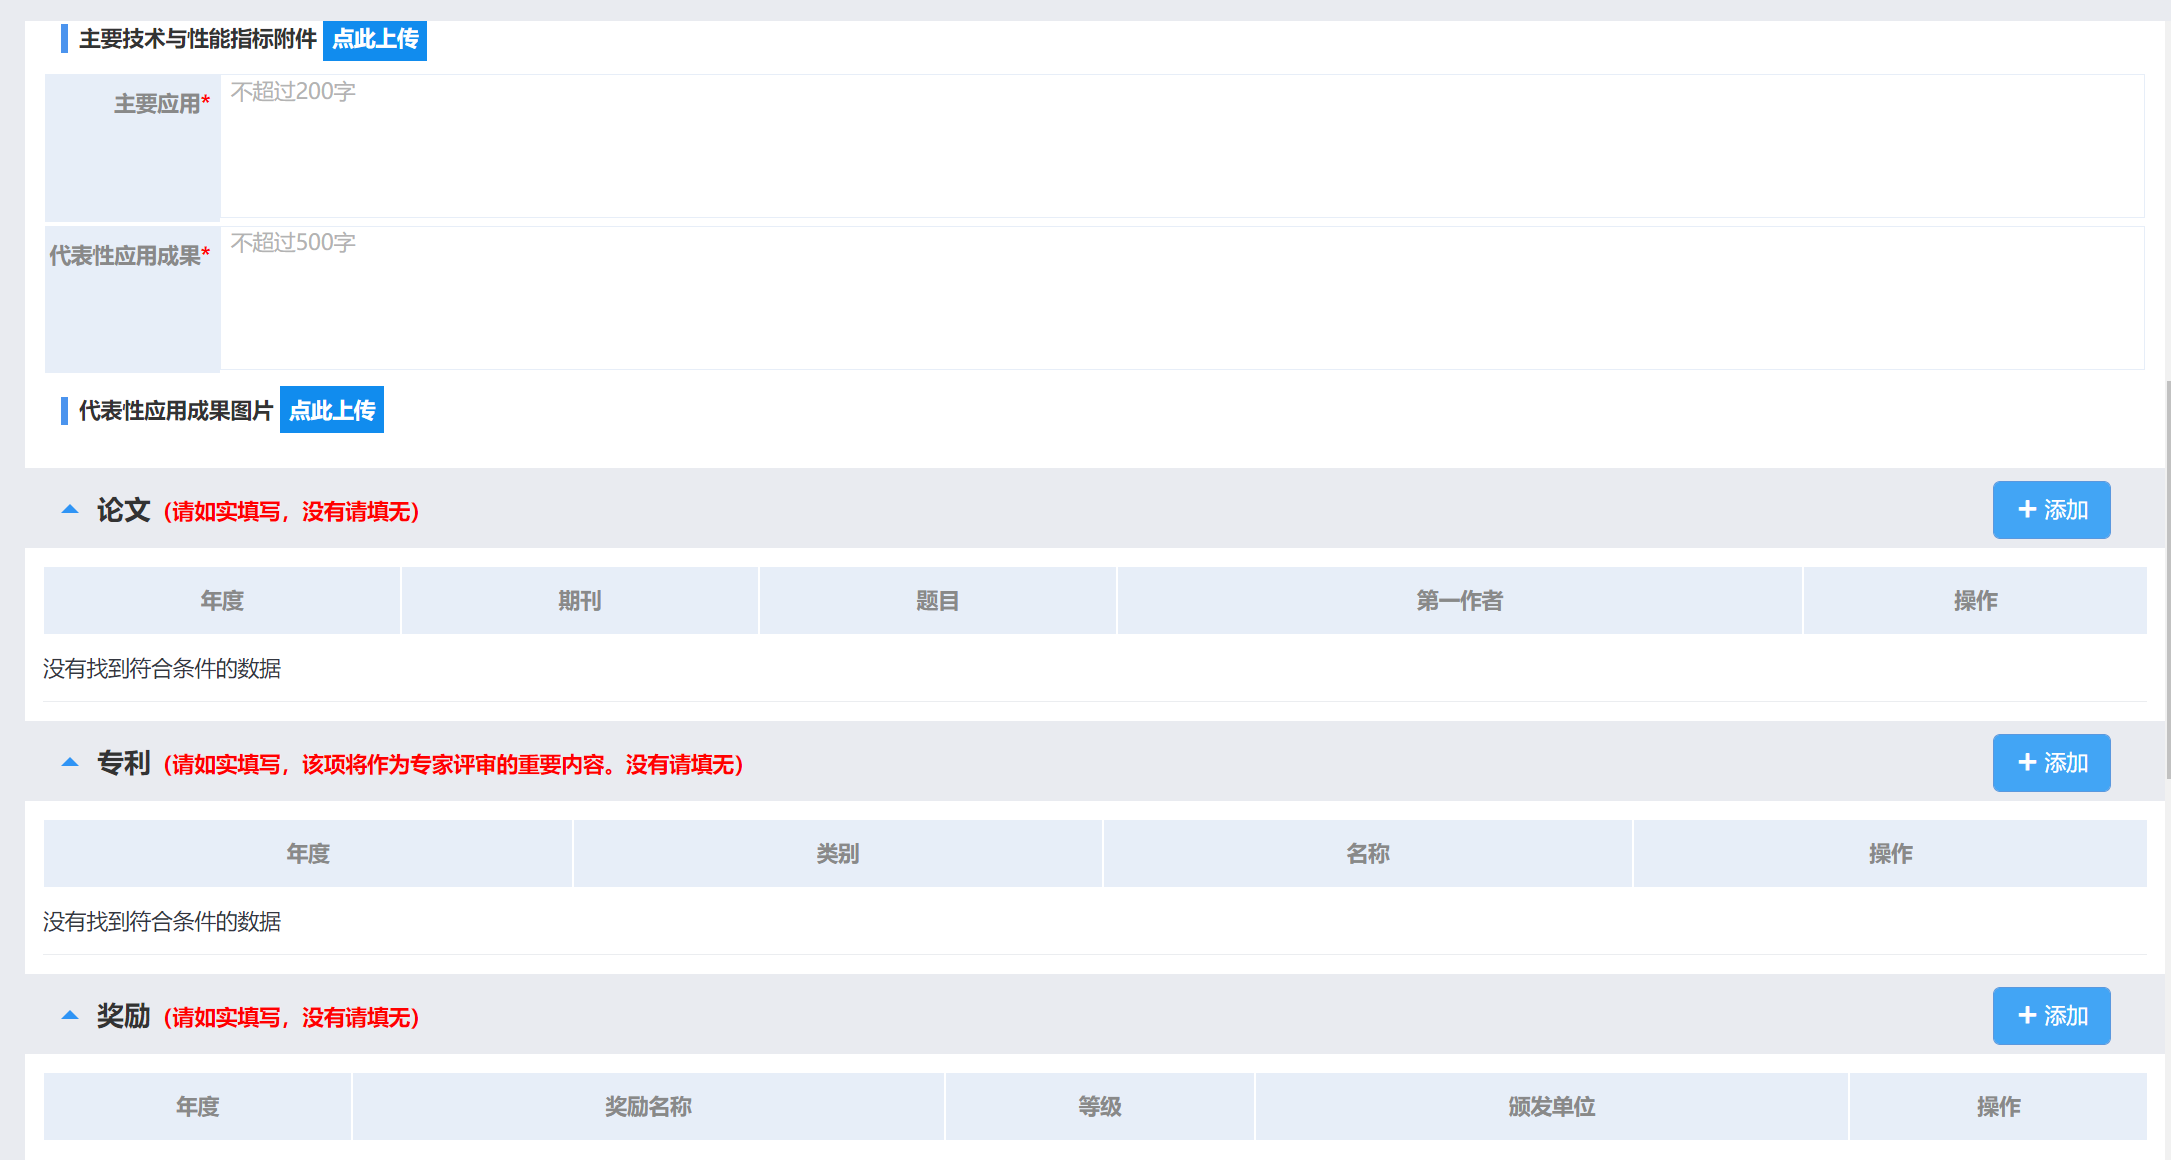 主要技术与性能指标附件 点此上传
主要应用* 不超过200字
代表性应用成果* 不超过500字
代表性应用成果图片 点此上传
论文（请如实填写，没有请填无） + 添加
年度 期刊 题目 第一作者 操作
没有找到符合条件的数据
专利（请如实填写，该项将作为专家评审的重要内容。没有请填无） + 添加
年度 类别 名称 操作
没有找到符合条件的数据
奖励（请如实填写，没有请填无） + 添加
年度 奖励名称 等级 颁发单位 操作